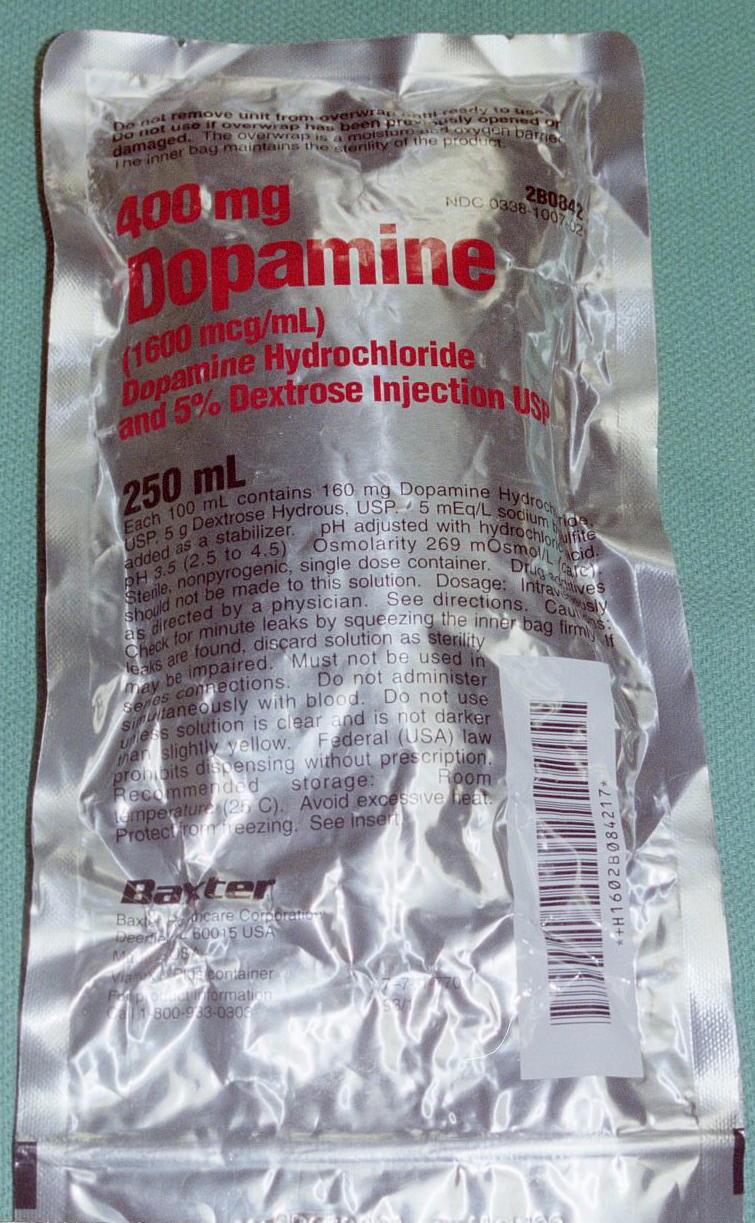 Do not remove unit from overwrap until ready to use.
Do not use if overwrap has been previously opened or
damaged. The overwrap is a moisture and oxygen barrier.
The inner bag maintains the sterility of the product.
2B0842
NDC 0338-1007-02
400 mg
Dopamine
(1600 mcg/mL)
Dopamine Hydrochloride
and 5% Dextrose Injection USP
250 mL
Each 100 mL contains 160 mg Dopamine Hydrochloride,
USP, 5 g Dextrose Hydrous, USP. 5 mEq/L sodium bisulfite
added as a stabilizer. pH adjusted with hydrochloric acid.
pH 3.5 (2.5 to 4.5) Osmolarity 269 mOsmol/L (calc).
Sterile, nonpyrogenic, single dose container. Drug additives
should not be made to this solution. Dosage: Intravenously
as directed by a physician. See directions. Cautions:
Check for minute leaks by squeezing the inner bag firmly. If
leaks are found, discard solution as sterility
may be impaired. Must not be used in
series connections. Do not administer
simultaneously with blood. Do not use
unless solution is clear and is not darker
than slightly yellow. Federal (USA) law
prohibits dispensing without prescription.
Recommended storage: Room
temperature (25 C). Avoid excessive heat.
Protect from freezing. See insert.
Baxter
Baxter Healthcare Corporation
Deerfield IL 60015 USA
Viaflex Plus container
For product information
Call 1-800-933-0303
*+H1602B084217*